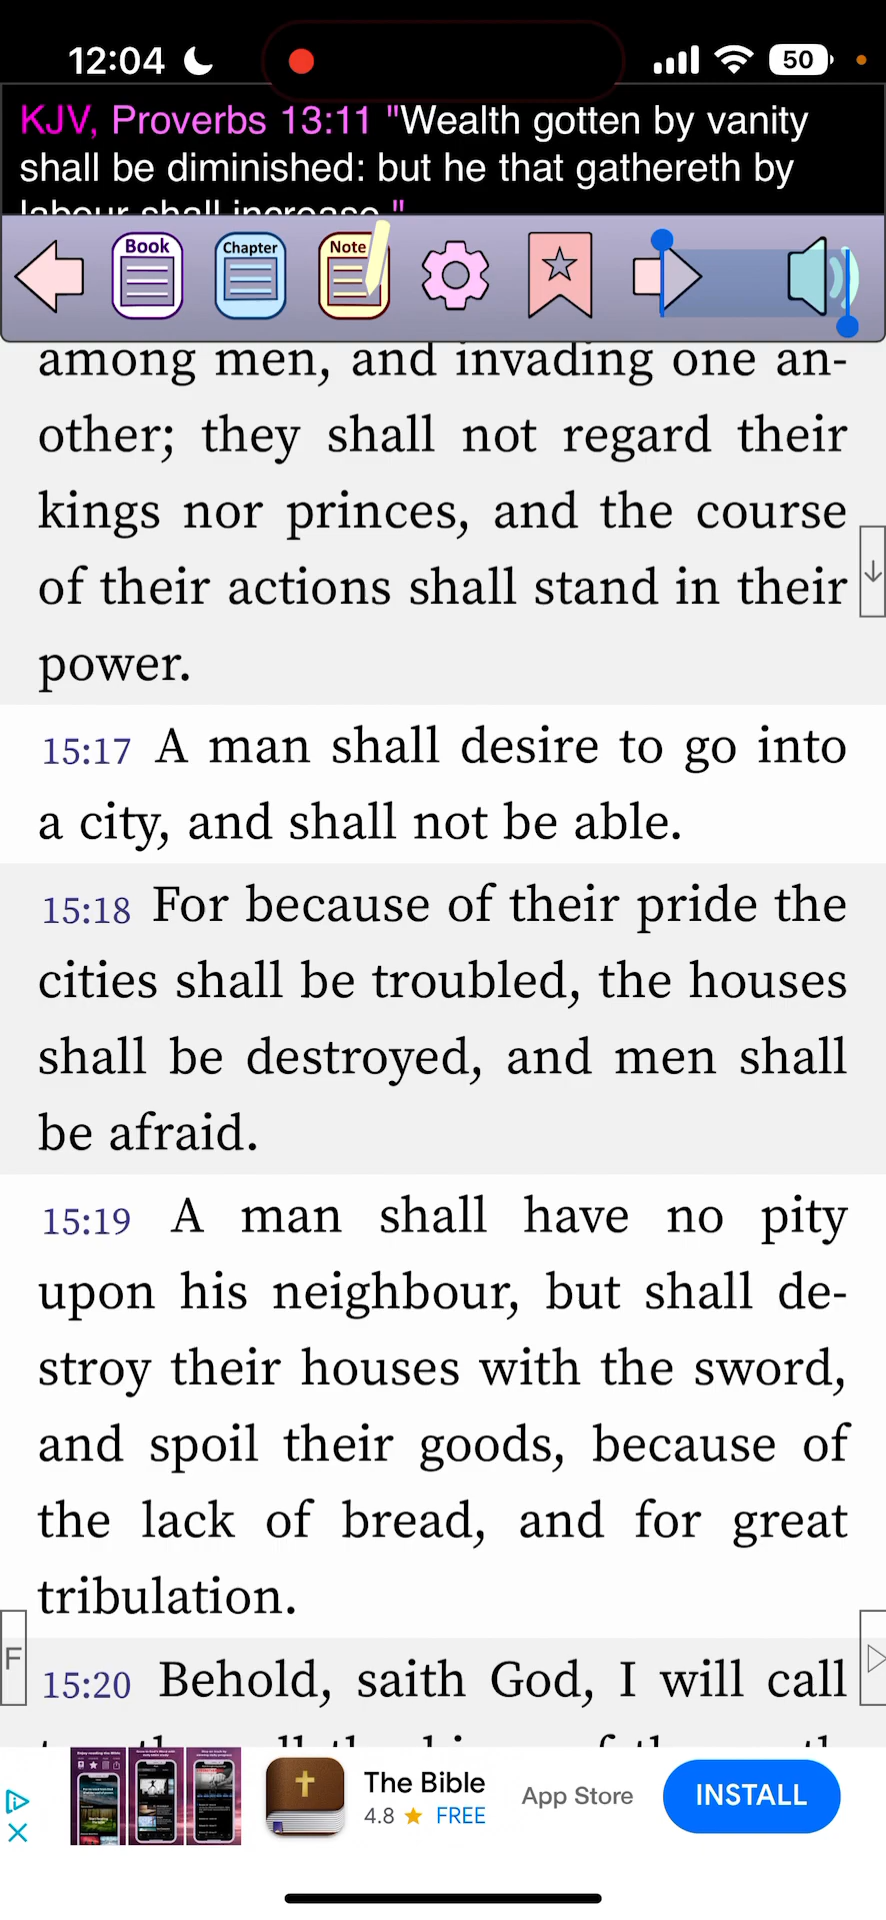 12:04
50
KJV, Proverbs 13:11 "Wealth gotten by vanity
shall be diminished: but he that gathereth by
labour shall increase."
Book
Chapter
Note
among men, and invading one an-
other; they shall not regard their
kings nor princes, and the course
of their actions shall stand in their
power.
15:17 A man shall desire to go into
a city, and shall not be able.
15:18 For because of their pride the
cities shall be troubled, the houses
shall be destroyed, and men shall
be afraid.
15:19 A man shall have no pity
upon his neighbour, but shall de-
stroy their houses with the sword,
and spoil their goods, because of
the lack of bread, and for great
tribulation.
F
15:20 Behold, saith God, I will call
The Bible
4.8 ★ FREE
App Store
INSTALL